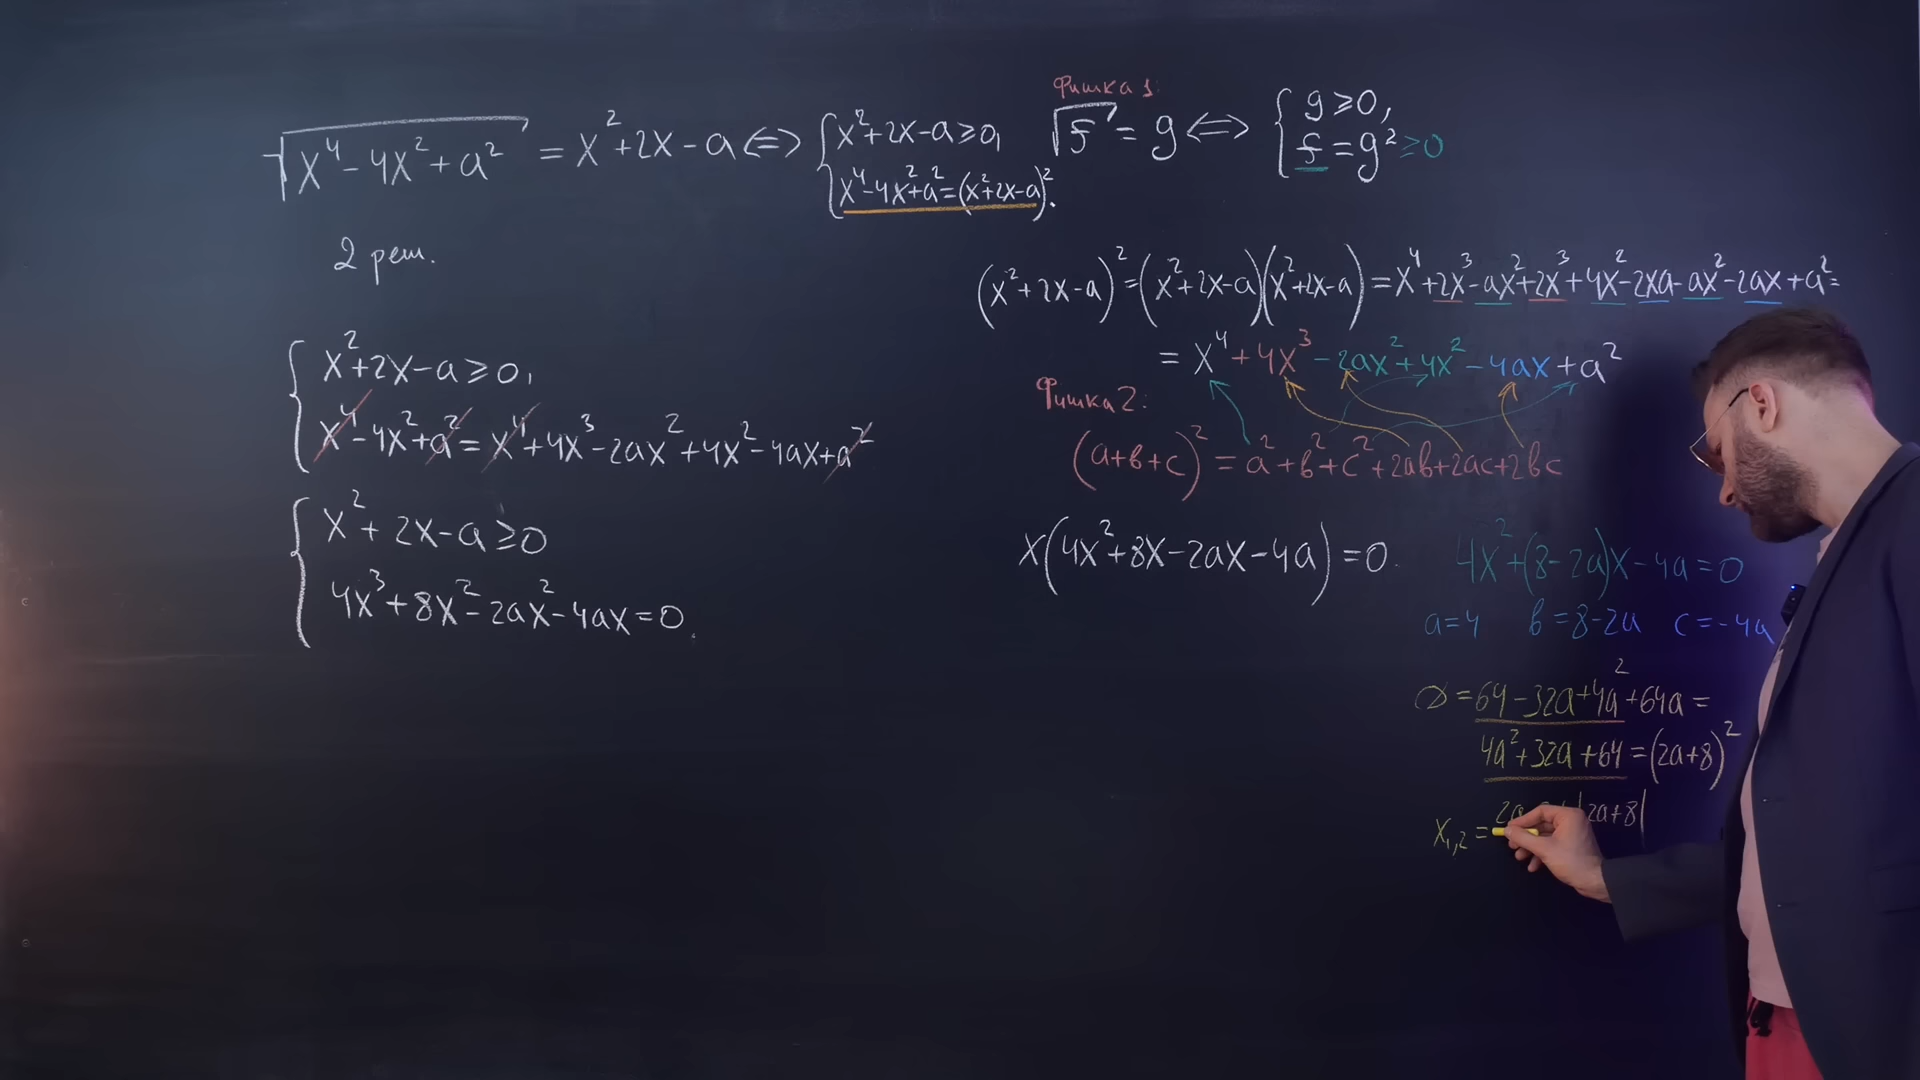 √(x⁴-4x²+a²) = x²+2x-a ⇔ { x²+2x-a≥0,
x⁴-4x²+a²=(x²+2x-a)².
2 реш.
{ x²+2x-a≥0,
x⁴-4x²+a²=x⁴+4x³-2ax²+4x²-4ax+a²
{ x²+2x-a≥0
4x³+8x²-2ax²-4ax=0.
Фишка 1:
√f = g ⇔ { g≥0,
f=g²≥0
(x²+2x-a)²=(x²+2x-a)(x²+2x-a)=x⁴+2x³-ax²+2x³+4x²-2xa-ax²-2ax+a²=
= x⁴+4x³-2ax²+4x²-4ax+a²
Фишка 2:
(a+b+c)²=a²+b²+c²+2ab+2ac+2bc
x(4x²+8x-2ax-4a)=0.
4x²+(8-2a)x-4a=0
a=4 b=8-2a c=-4a
D=64-32a+4a²+64a=
4a²+32a+64=(2a+8)²
x₁,₂= |2a+8|